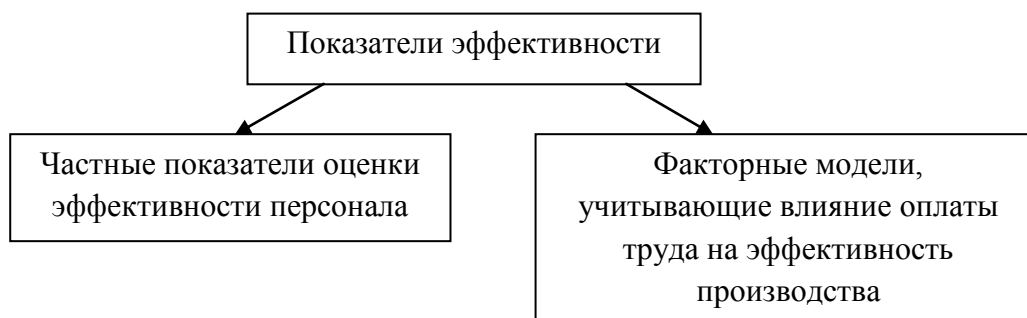 Показатели эффективности
Частные показатели оценки
эффективности персонала
Факторные модели,
учитывающие влияние оплаты
труда на эффективность
производства